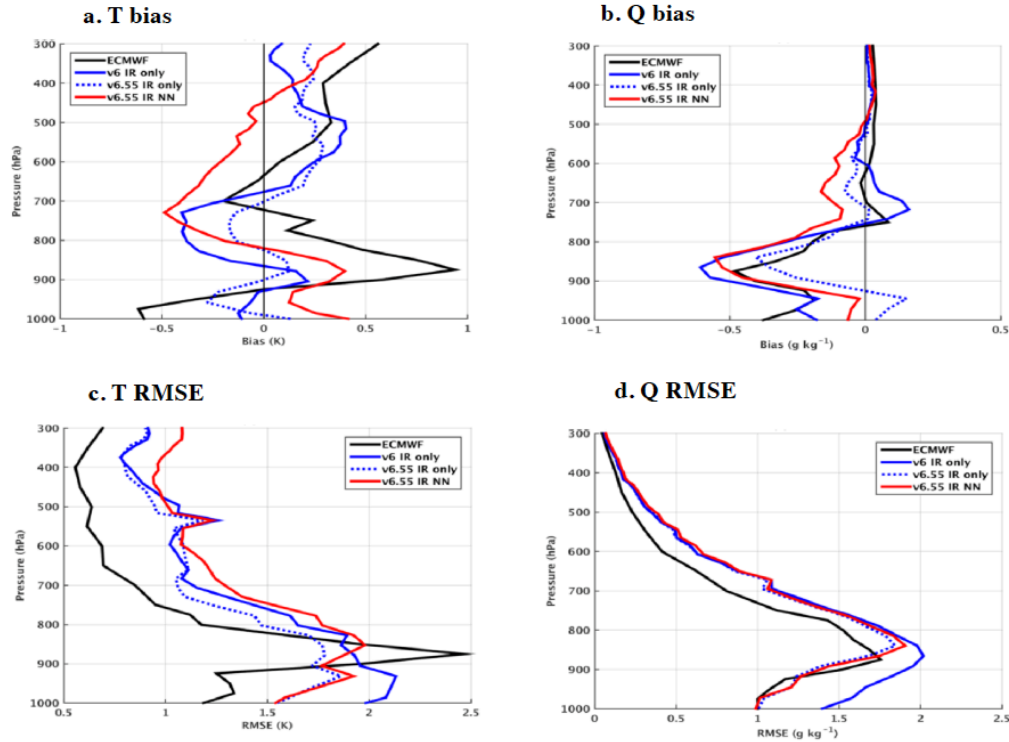 a. T bias
b. Q bias
300
400
500
600
700
800
900
1000
Pressure (hPa)
ECMWF
v6 IR only
v6.55 IR only
v6.55 IR NN
-1
-0.5
0
0.5
1
Bias (K)
300
400
500
600
700
800
900
1000
Pressure (hPa)
ECMWF
v6 IR only
v6.55 IR only
v6.55 IR NN
-1
-0.5
0
0.5
Bias (g kg⁻¹)
c. T RMSE
d. Q RMSE
300
400
500
600
700
800
900
1000
Pressure (hPa)
ECMWF
v6 IR only
v6.55 IR only
v6.55 IR NN
0.5
1
1.5
2
2.5
RMSE (K)
300
400
500
600
700
800
900
1000
Pressure (hPa)
ECMWF
v6 IR only
v6.55 IR only
v6.55 IR NN
0
0.5
1
1.5
2
2.5
RMSE (g kg⁻¹)